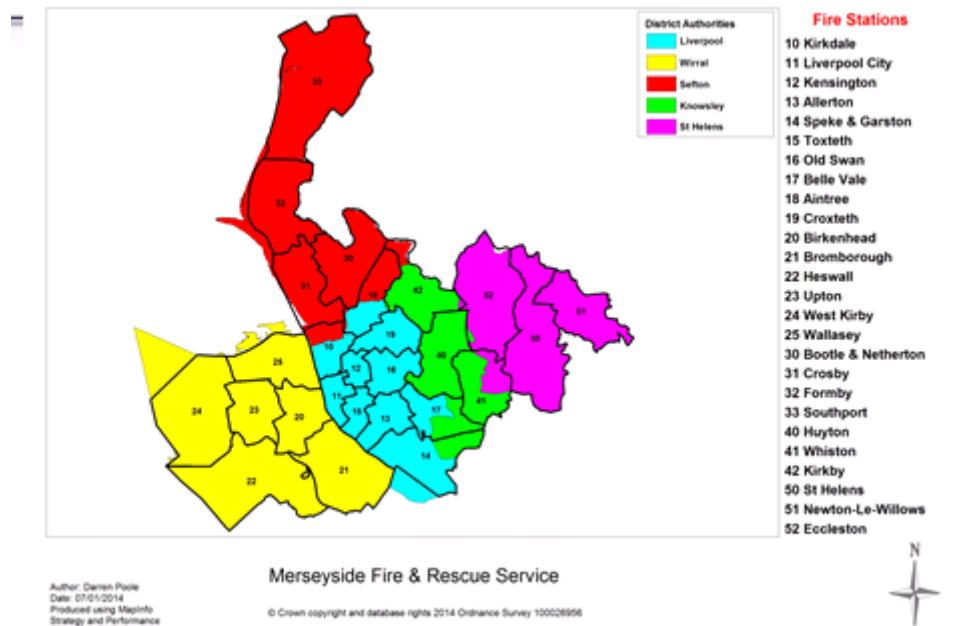 District Authorities
Liverpool
Wirral
Sefton
Knowsley
St Helens
Fire Stations
10 Kirkdale
11 Liverpool City
12 Kensington
13 Allerton
14 Speke & Garston
15 Toxteth
16 Old Swan
17 Belle Vale
18 Aintree
19 Croxteth
20 Birkenhead
21 Bromborough
22 Heswall
23 Upton
24 West Kirby
25 Wallasey
30 Bootle & Netherton
31 Crosby
32 Formby
33 Southport
40 Huyton
41 Whiston
42 Kirkby
50 St Helens
51 Newton-Le-Willows
52 Eccleston
33
32
30
31
18
42
52
51
50
19
10
25
12
16
40
11
41
24
23
20
15
13
17
14
22
21
N
Merseyside Fire & Rescue Service
Author: Darren Poole
Date: 07/01/2014
Produced using MapInfo
Strategy and Performance
© Crown copyright and database rights 2014 Ordnance Survey 100026956